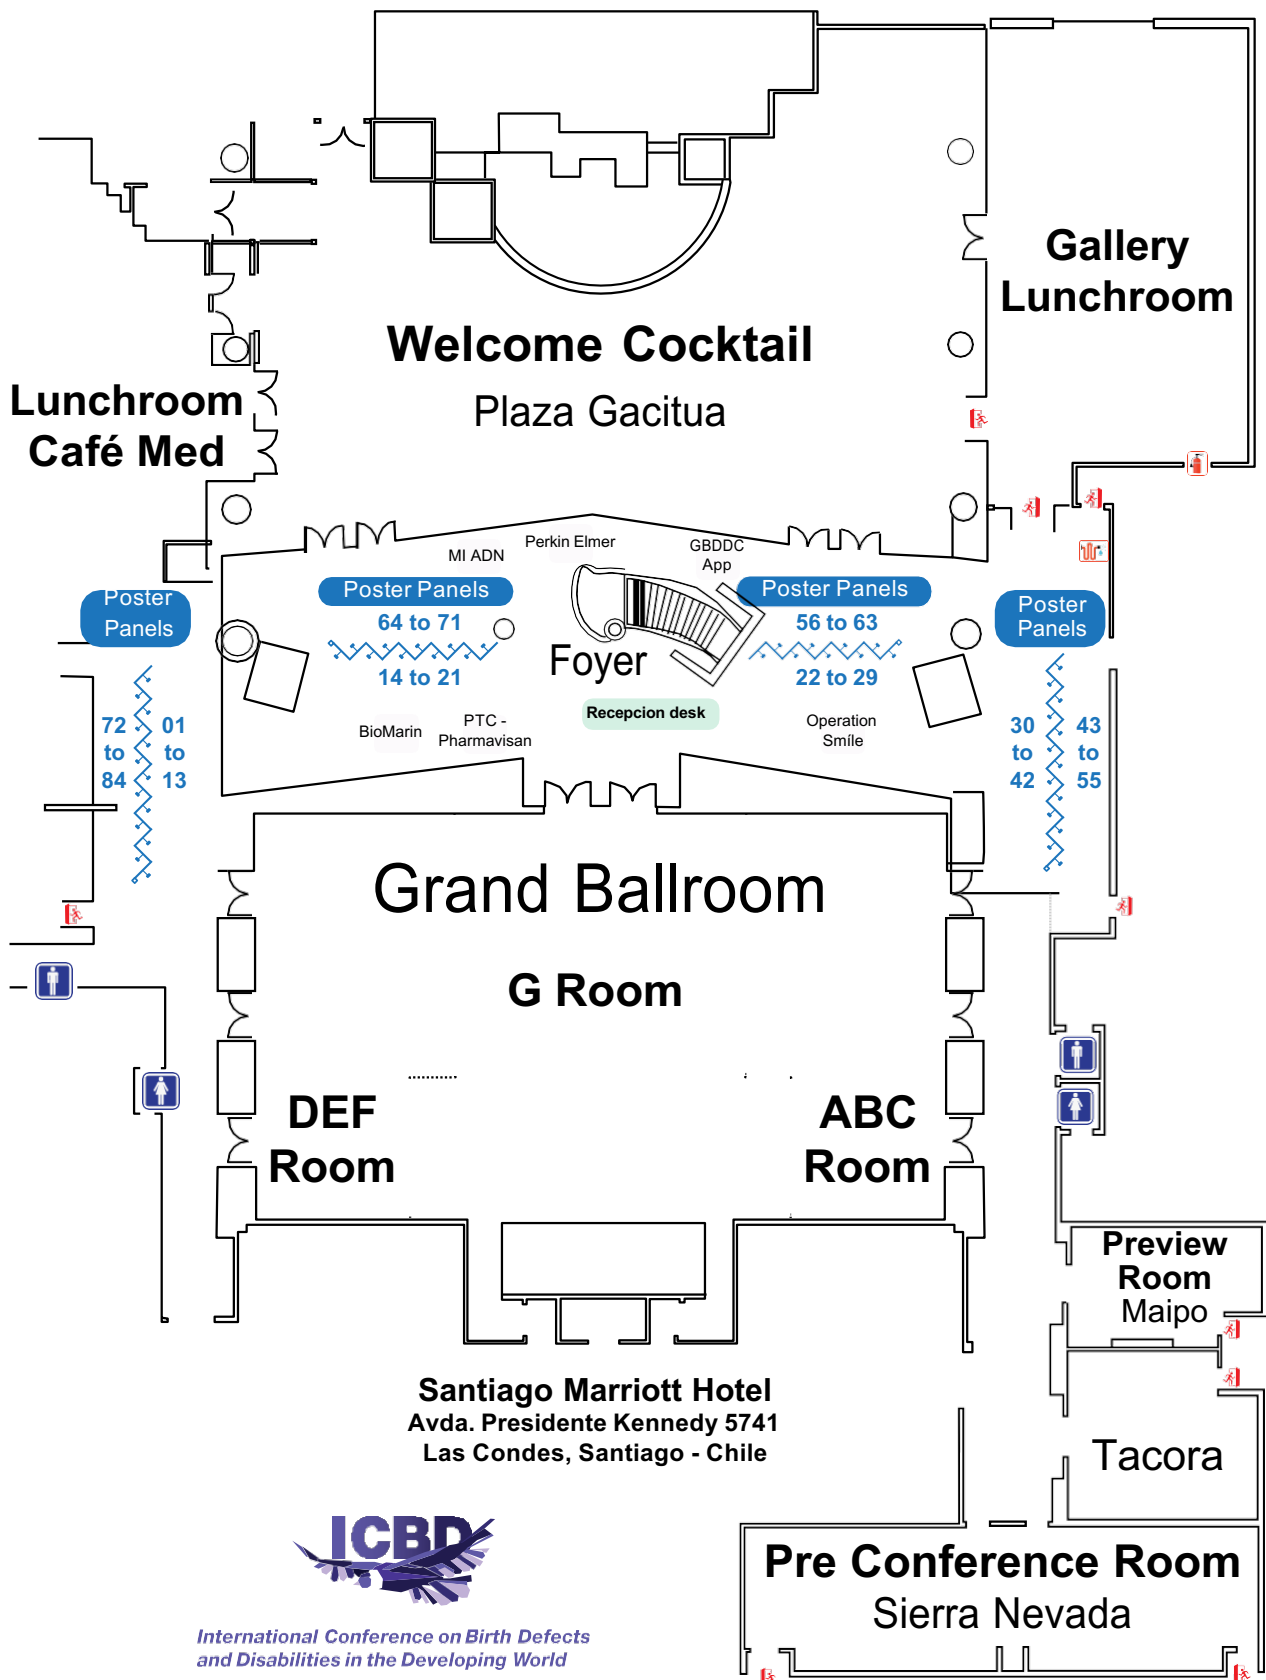 Gallery
Lunchroom
Welcome Cocktail
Plaza Gacitua
Lunchroom
Café Med
Perkin Elmer
MI ADN
GBDDC
App
Poster
Panels
Poster Panels
64 to 71
14 to 21
Foyer
Poster Panels
56 to 63
22 to 29
Poster
Panels
72
to
84
01
to
13
30
to
42
43
to
55
Recepcion desk
BioMarin
PTC -
Pharmavisan
Operation
Smíle
Grand Ballroom
G Room
DEF
Room
ABC
Room
Preview
Room
Maipo
Santiago Marriott Hotel
Avda. Presidente Kennedy 5741
Las Condes, Santiago - Chile
Tacora
Pre Conference Room
Sierra Nevada
ICBD
International Conference on Birth Defects
and Disabilities in the Developing World